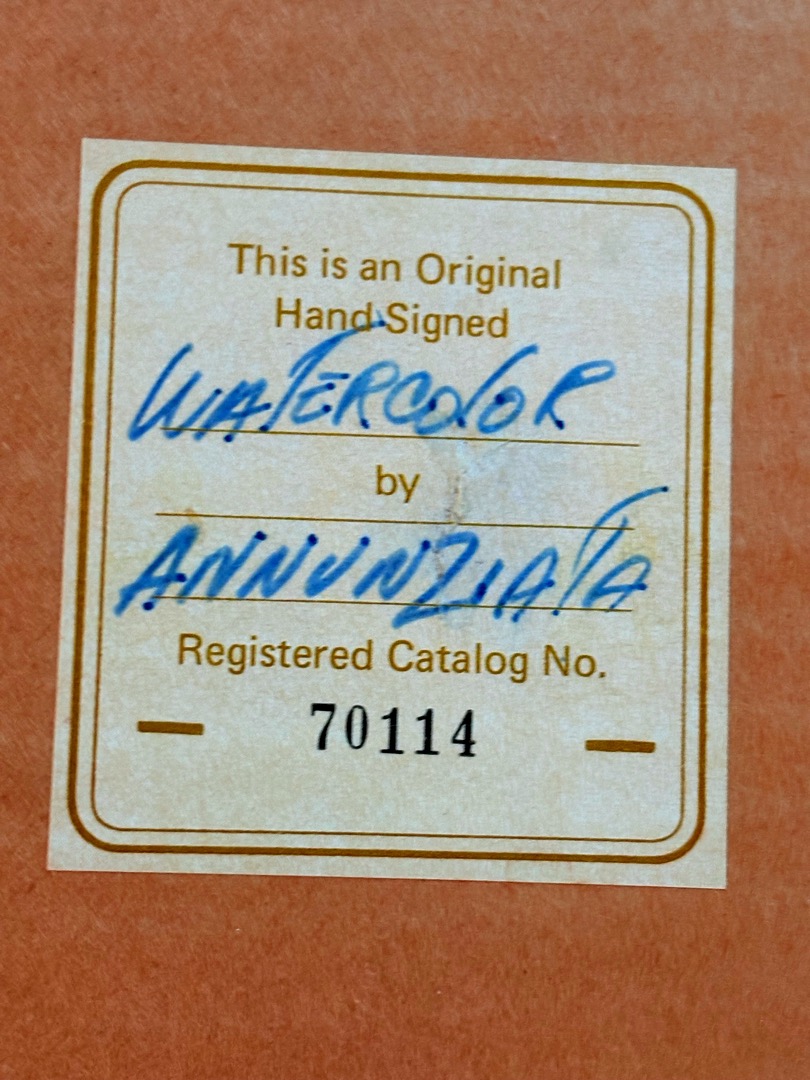 This is an Original
Hand Signed
WATERCOLOR
by
ANNUNZIATA
Registered Catalog No.
70114